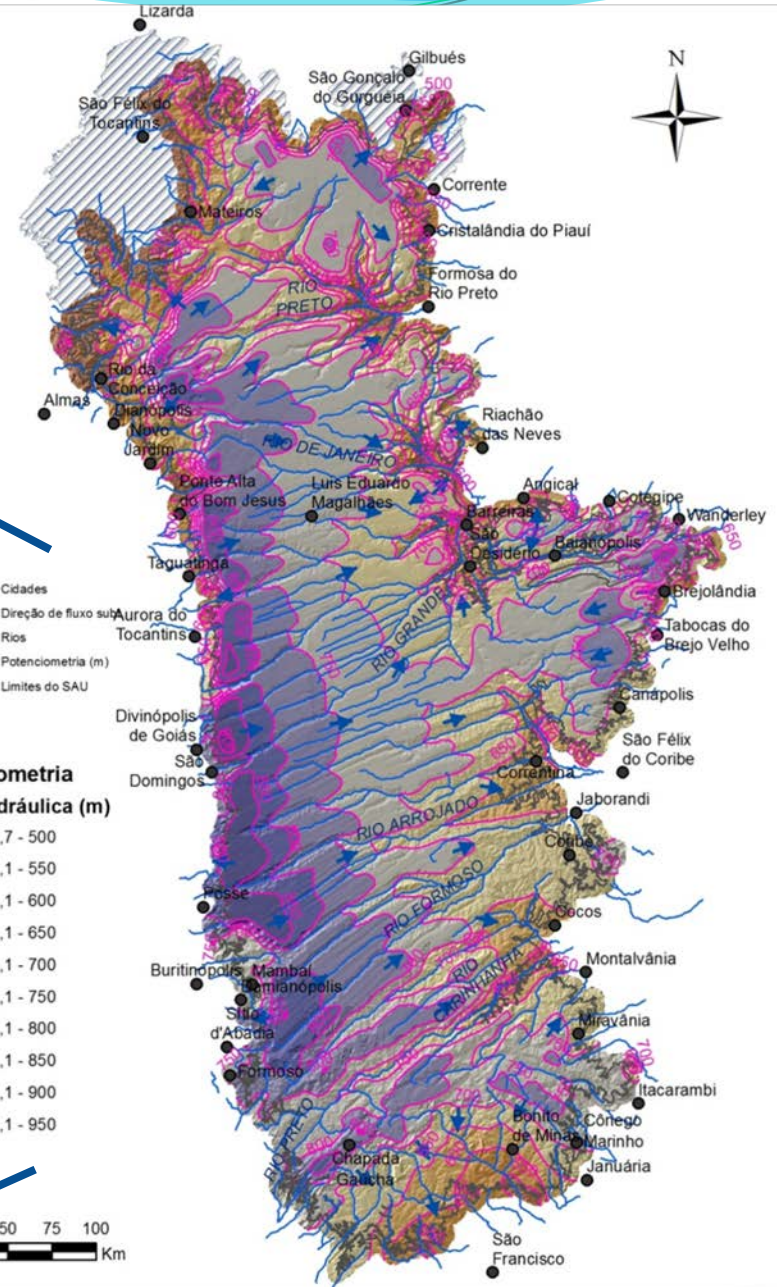 Lizarda
Gilbués
São Gonçalo
do Gurguéia
500
N
São Félix do
Tocantins
Corrente
Mateiros
Cristalândia do Piauí
Formosa do
Rio Preto
RIO
PRETO
Rio da
Conceição
Almas
Dianópolis
Novo
Jardim
Riachão
das Neves
RIO DE JANEIRO
Ponte Alta
do Bom Jesus
Luis Eduardo
Magalhães
Angical
Cotegipe
Wanderley
650
Barreiras
São
Desidério
Baianópolis
Taguatinga
Brejolândia
Cidades
Direção de fluxo sub
Rios
Potenciometria (m)
Limites do SAU
Aurora do
Tocantins
Tabocas do
Brejo Velho
RIO GRANDE
Canápolis
Divinópolis
de Goiás
São
Domingos
São Félix
do Coribe
Correntina
ometria
dráulica (m)
,7 - 500
,1 - 550
,1 - 600
,1 - 650
,1 - 700
,1 - 750
,1 - 800
,1 - 850
,1 - 900
,1 - 950
Jaborandi
RIO ARROJADO
Coribe
RIO FORMOSO
Posse
Cocos
Buritinópolis
Mambaí
Damianópolis
RIO
CARINHANHA
Montalvânia
Sítio
d'Abadia
Miravânia
700
Formoso
Itacarambi
RIO PRETO
Bonito
de Minas
Cônego
Marinho
Chapada
Gaúcha
Januária
São
Francisco
50 75 100
Km